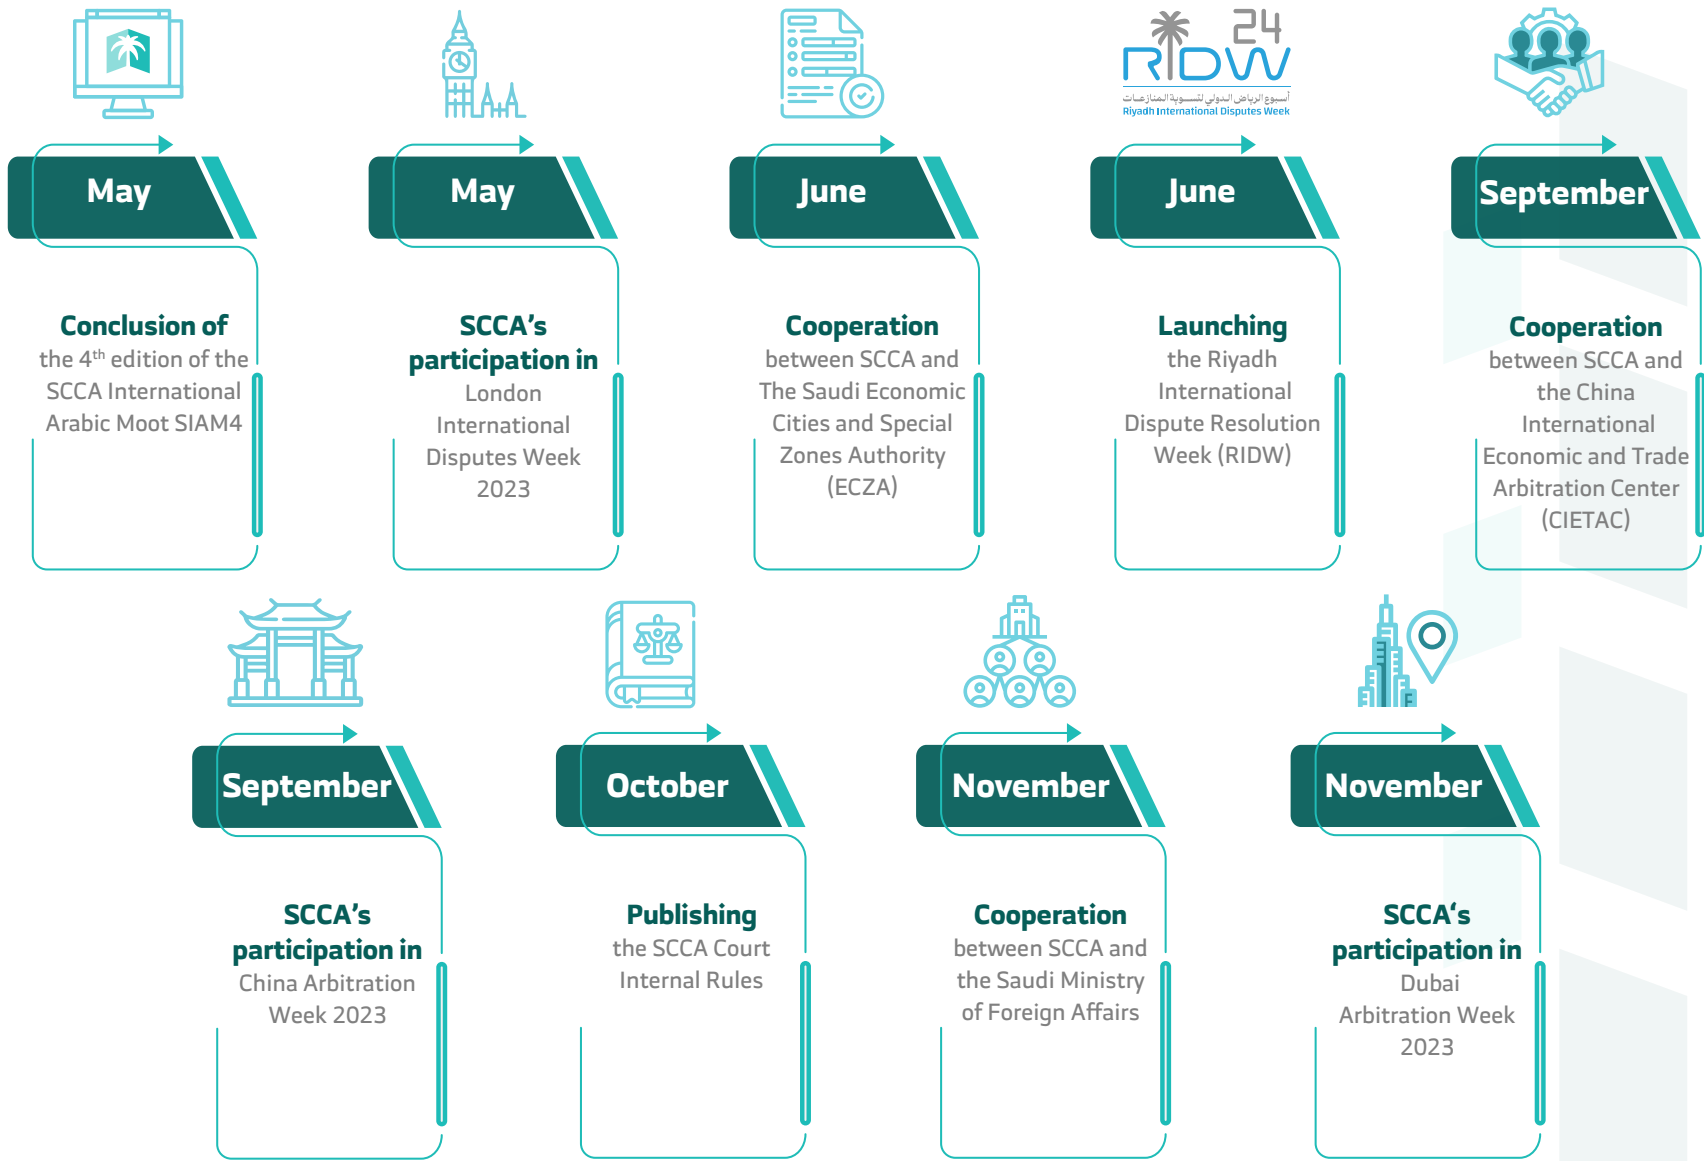 24
RIDW
أسبوع الرياض الدولي لتسوية المنازعات
Riyadh International Disputes Week
May
Conclusion of
the 4th edition of the
SCCA International
Arabic Moot SIAM4
May
SCCA's
participation in
London
International
Disputes Week
2023
June
Cooperation
between SCCA and
The Saudi Economic
Cities and Special
Zones Authority
(ECZA)
June
Launching
the Riyadh
International
Dispute Resolution
Week (RIDW)
September
Cooperation
between SCCA and
the China
International
Economic and Trade
Arbitration Center
(CIETAC)
September
SCCA's
participation in
China Arbitration
Week 2023
October
Publishing
the SCCA Court
Internal Rules
November
Cooperation
between SCCA and
the Saudi Ministry
of Foreign Affairs
November
SCCA‘s
participation in
Dubai
Arbitration Week
2023